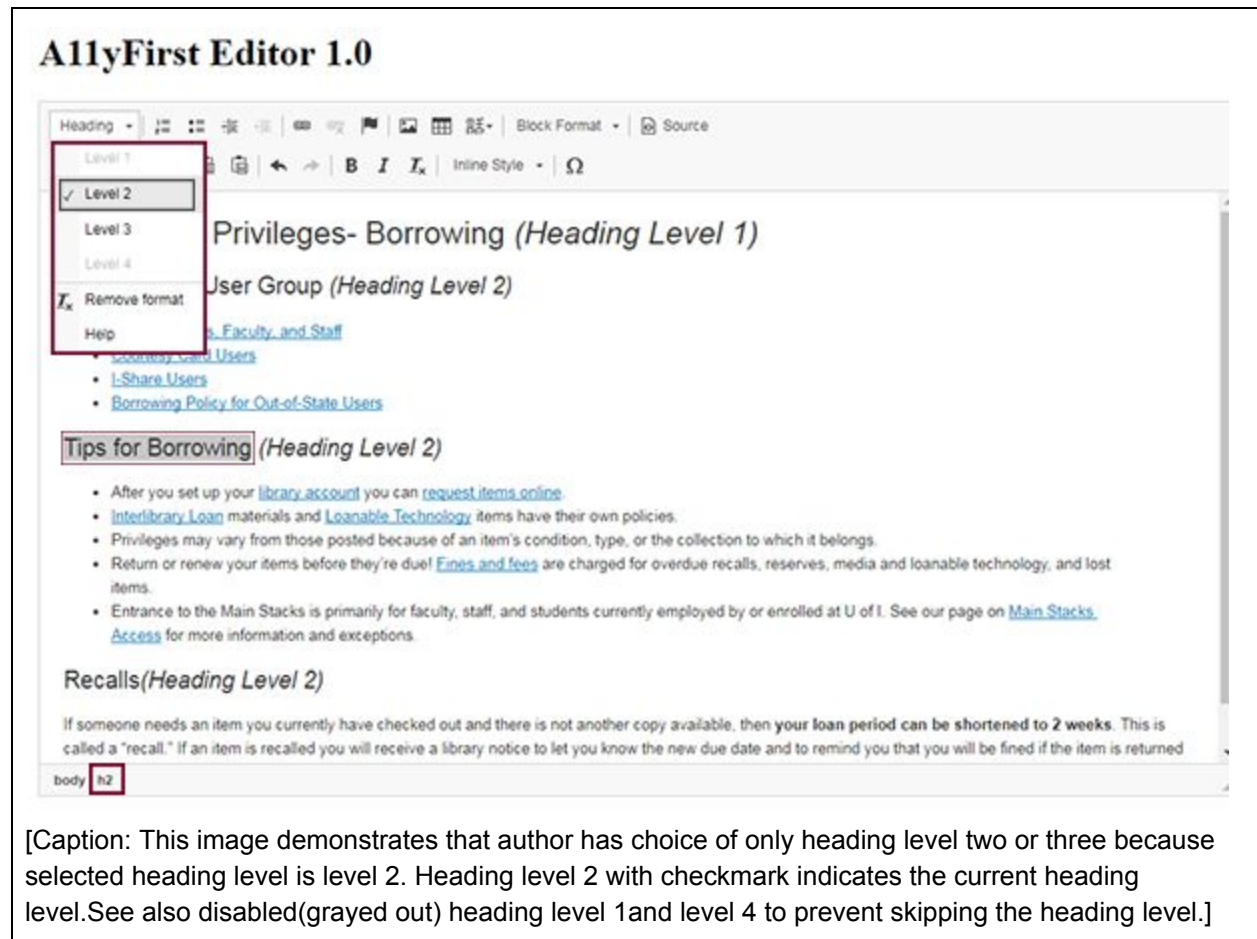 A11yFirst Editor 1.0
Heading Block Format Source
Level 1 B I Tx Inline Style Ω
Level 2
Level 3 Privileges- Borrowing (Heading Level 1)
Level 4
User Group (Heading Level 2)
Tx Remove format
Help s, Faculty, and Staff
Courtesy Card Users
I-Share Users
Borrowing Policy for Out-of-State Users
Tips for Borrowing (Heading Level 2)
After you set up your library account you can request items online.
Interlibrary Loan materials and Loanable Technology items have their own policies.
Privileges may vary from those posted because of an item's condition, type, or the collection to which it belongs.
Return or renew your items before they're due! Fines and fees are charged for overdue recalls, reserves, media and loanable technology, and lost
items.
Entrance to the Main Stacks is primarily for faculty, staff, and students currently employed by or enrolled at U of I. See our page on Main Stacks
Access for more information and exceptions.
Recalls(Heading Level 2)
If someone needs an item you currently have checked out and there is not another copy available, then your loan period can be shortened to 2 weeks. This is
called a "recall." If an item is recalled you will receive a library notice to let you know the new due date and to remind you that you will be fined if the item is returned
body h2
[Caption: This image demonstrates that author has choice of only heading level two or three because
selected heading level is level 2. Heading level 2 with checkmark indicates the current heading
level.See also disabled(grayed out) heading level 1and level 4 to prevent skipping the heading level.]